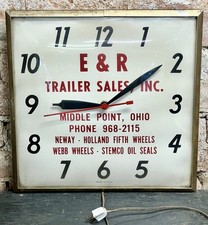 12
11
1
E & R
10
2
TRAILER SALES, INC.
9
3
MIDDLE POINT, OHIO
PHONE 968-2115
8
4
NEWAY - HOLLAND FIFTH WHEELS
WEBB WHEELS - STEMCO OIL SEALS
7
5
6